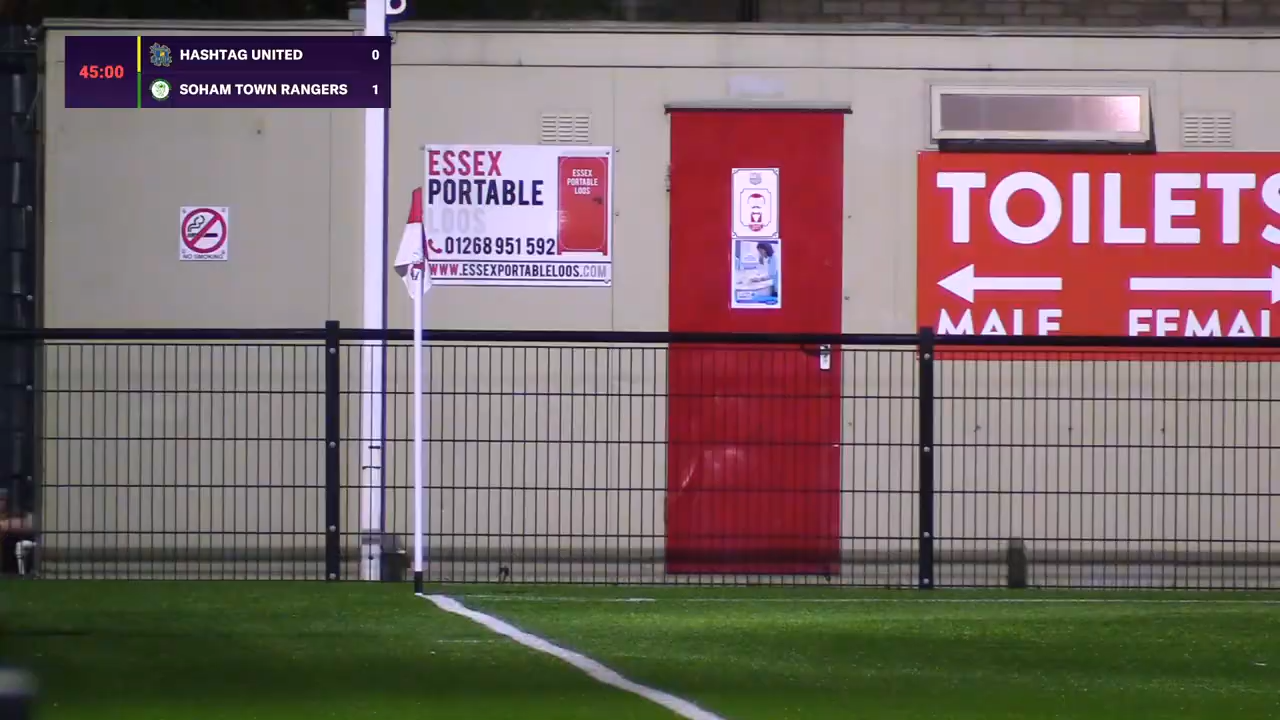 45:00
HASHTAG UNITED 0
SOHAM TOWN RANGERS 1
NO SMOKING
ESSEX
PORTABLE
LOOS
01268 951 592
WWW.ESSEXPORTABLELOOS.COM
ESSEX
PORTABLE
LOOS
TOILETS
MALE
FEMAL